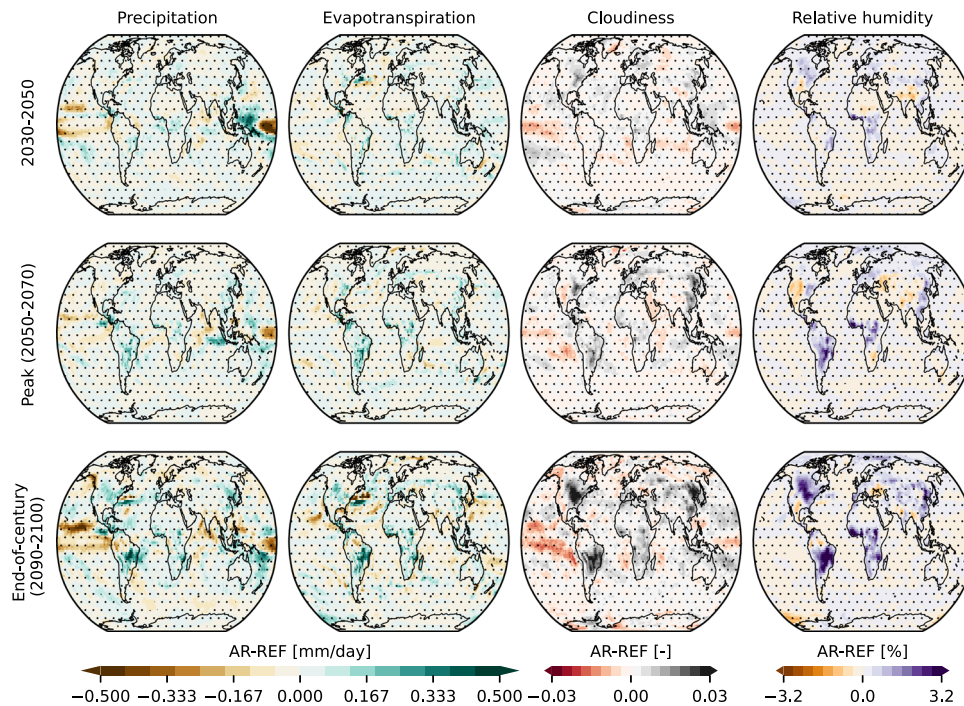 Precipitation Evapotranspiration Cloudiness Relative humidity
2030-2050
Peak (2050-2070)
End-of-century
(2090-2100)
AR-REF [mm/day] AR-REF [-] AR-REF [%]
−0.500 −0.333 −0.167 0.000 0.167 0.333 0.500 −0.03 0.00 0.03 −3.2 0.0 3.2